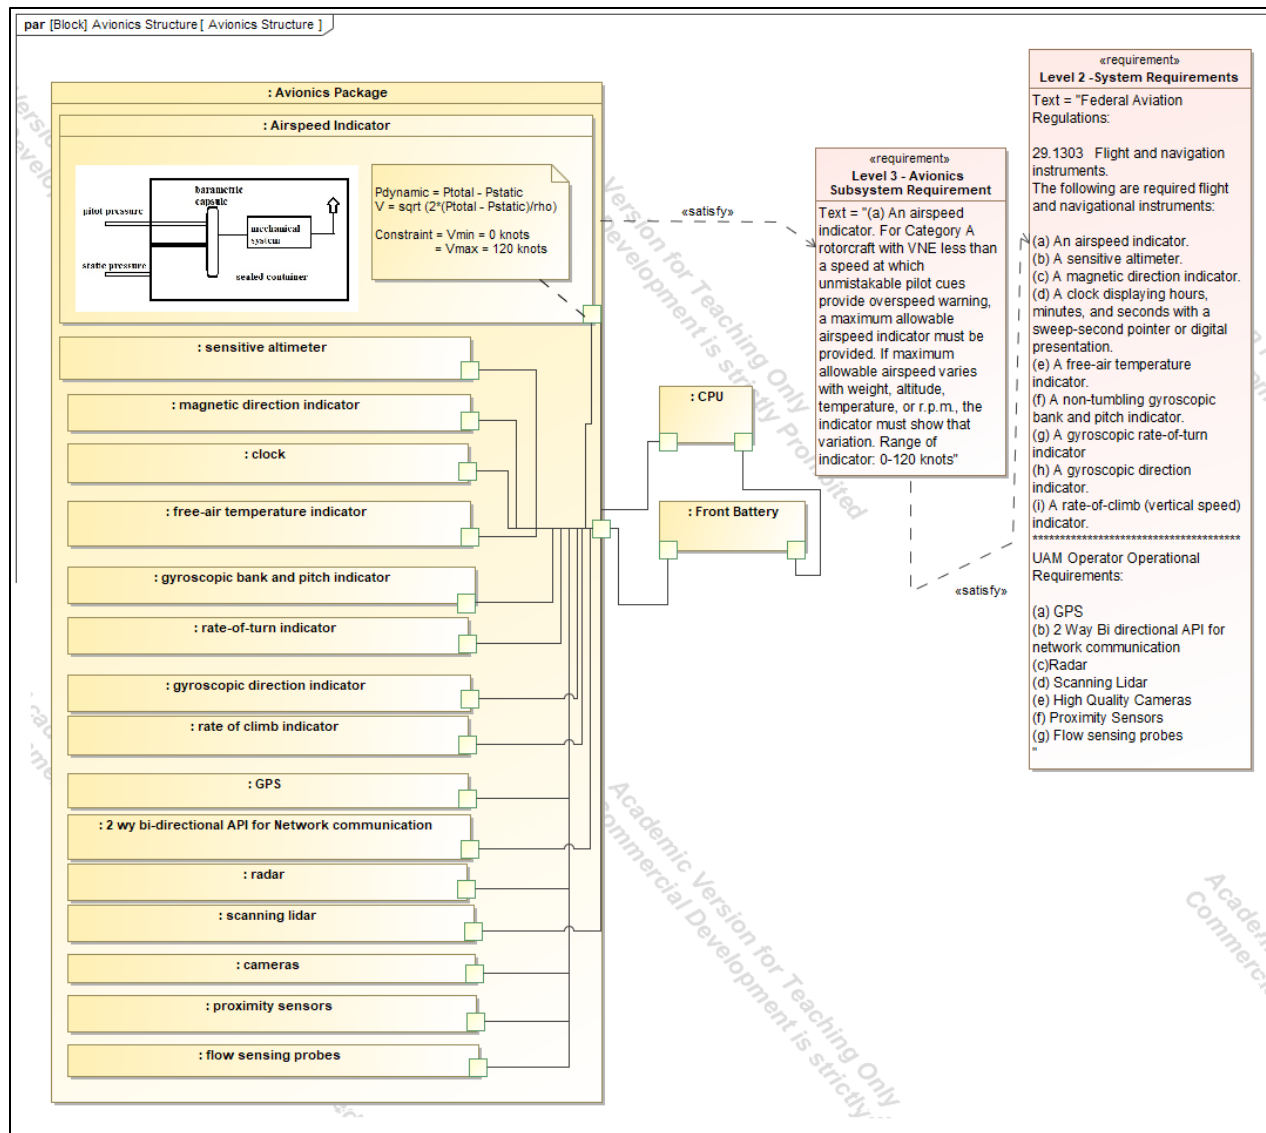 par [Block] Avionics Structure [ Avionics Structure ]
: Avionics Package
: Airspeed Indicator
barametric
capsule
pitot pressure
mechanical
system
static pressure
sealed container
Pdynamic = Ptotal - Pstatic
V = sqrt (2*(Ptotal - Pstatic)/rho)
Constraint = Vmin = 0 knots
= Vmax = 120 knots
: sensitive altimeter
: magnetic direction indicator
: clock
: free-air temperature indicator
: gyroscopic bank and pitch indicator
: rate-of-turn indicator
: gyroscopic direction indicator
: rate of climb indicator
: GPS
: 2 wy bi-directional API for Network communication
: radar
: scanning lidar
: cameras
: proximity sensors
: flow sensing probes
: CPU
: Front Battery
«satisfy»
«requirement»
Level 3 - Avionics
Subsystem Requirement
Text = "(a) An airspeed
indicator. For Category A
rotorcraft with VNE less than
a speed at which
unmistakable pilot cues
provide overspeed warning,
a maximum allowable
airspeed indicator must be
provided. If maximum
allowable airspeed varies
with weight, altitude,
temperature, or r.p.m., the
indicator must show that
variation. Range of
indicator: 0-120 knots"
«satisfy»
«requirement»
Level 2 -System Requirements
Text = "Federal Aviation
Regulations:
29.1303 Flight and navigation
instruments.
The following are required flight
and navigational instruments:
(a) An airspeed indicator.
(b) A sensitive altimeter.
(c) A magnetic direction indicator.
(d) A clock displaying hours,
minutes, and seconds with a
sweep-second pointer or digital
presentation.
(e) A free-air temperature
indicator.
(f) A non-tumbling gyroscopic
bank and pitch indicator.
(g) A gyroscopic rate-of-turn
indicator
(h) A gyroscopic direction
indicator.
(i) A rate-of-climb (vertical speed)
indicator.
*************************************
UAM Operator Operational
Requirements:
(a) GPS
(b) 2 Way Bi directional API for
network communication
(c)Radar
(d) Scanning Lidar
(e) High Quality Cameras
(f) Proximity Sensors
(g) Flow sensing probes
"
Version for Teaching Only
Development is strictly Prohibited
Academic Version for Teaching Only
Commercial Development is strictly